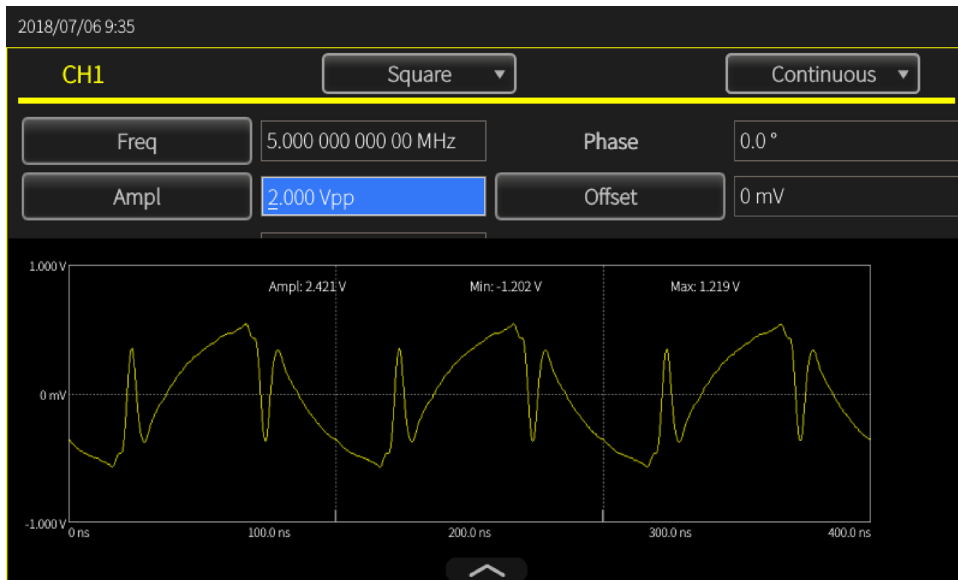 2018/07/06 9:35
CH1 Square Continuous
Freq 5.000 000 000 00 MHz Phase 0.0 °
Ampl 2.000 Vpp Offset 0 mV
1.000 V
Ampl: 2.421 V Min: -1.202 V Max: 1.219 V
0 mV
-1.000 V
0 ns 100.0 ns 200.0 ns 300.0 ns 400.0 ns